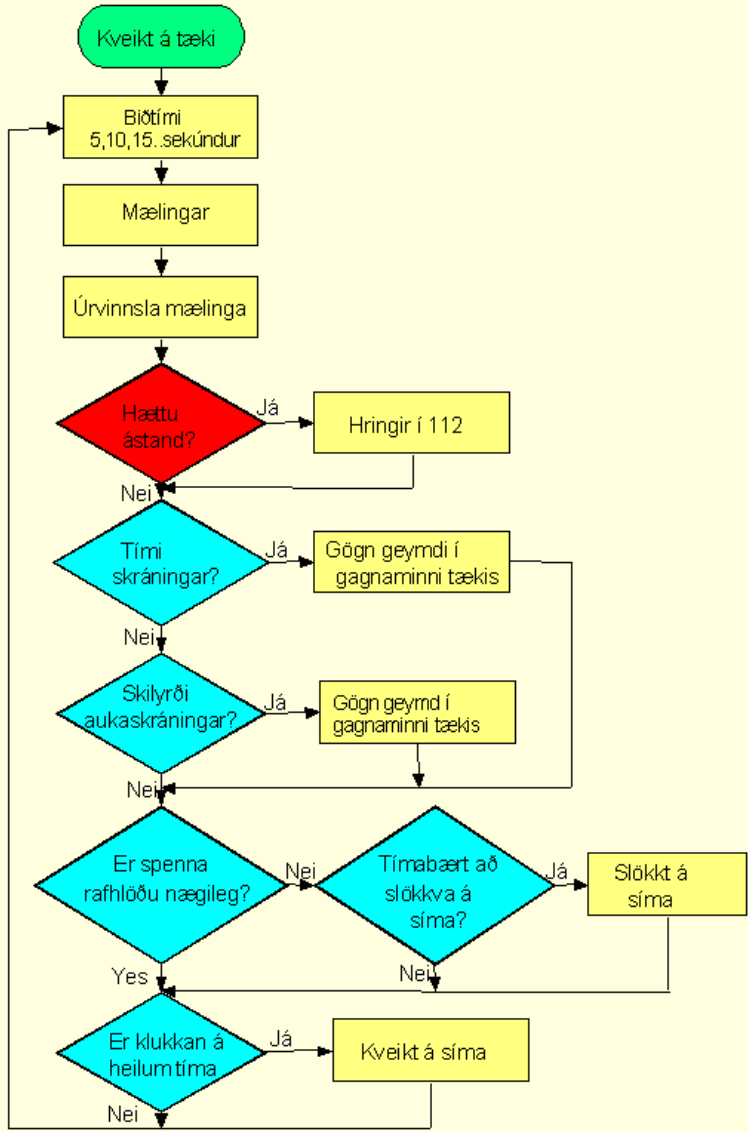 Kveikt á tæki
Biðtími
5,10,15..sekúndur
Mælingar
Úrvinnsla mælinga
Hættu
ástand?
Já
Hringir í 112
Nei
Tími
skráningar?
Já
Gögn geymdi í
gagnaminni tækis
Nei
Skilyrði
aukaskráningar?
Já
Gögn geymd í
gagnaminni tækis
Nei
Er spenna
rafhlöðu nægileg?
Nei
Tímabært að
slökkva á
síma?
Já
Slökkt á
síma
Nei
Yes
Er klukkan á
heilum tíma
Já
Kveikt á síma
Nei